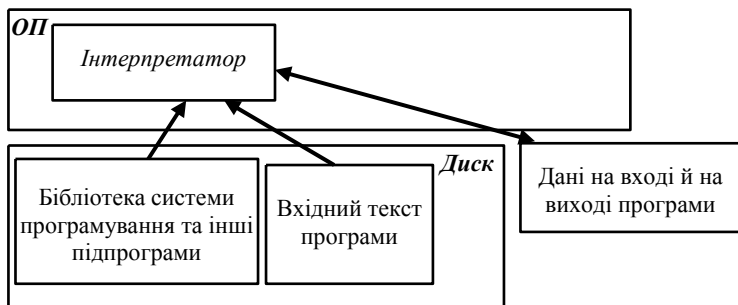 ОП
Інтерпретатор
Диск
Бібліотека системи
програмування та інші
підпрограми
Вхідний текст
програми
Дані на вході й на
виході програми